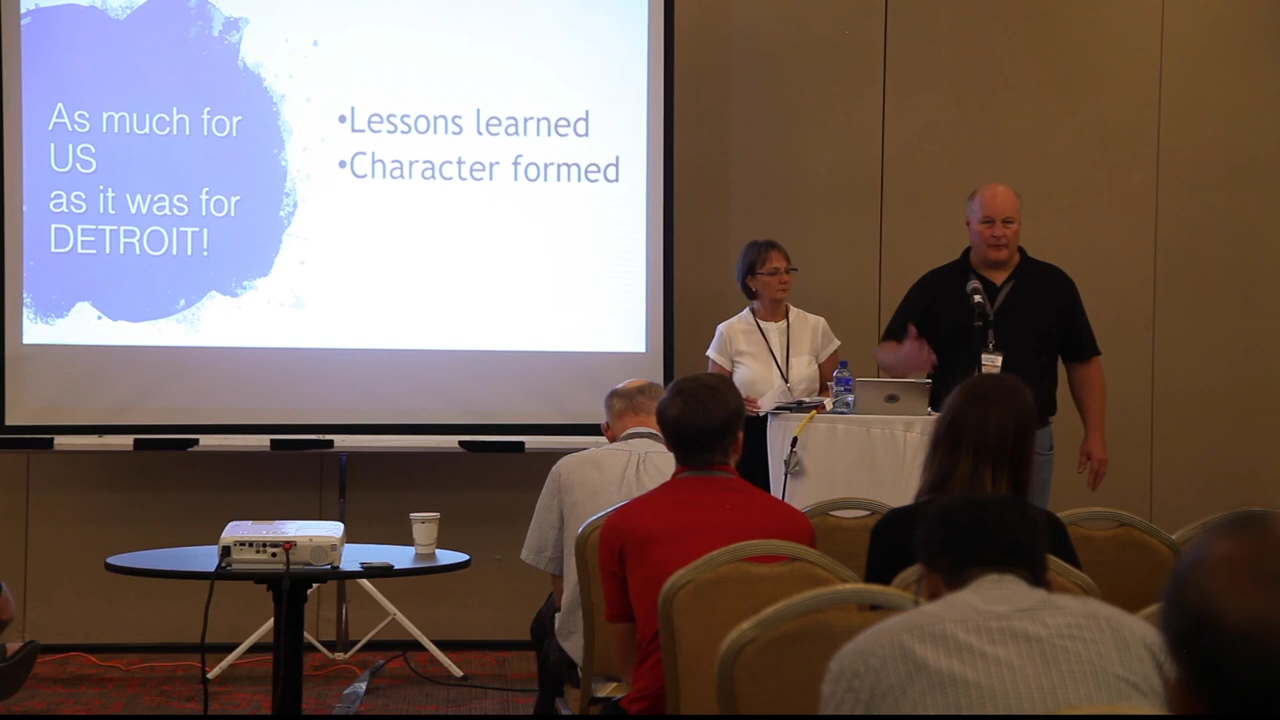 As much for
US
as it was for
DETROIT!
•Lessons learned
•Character formed